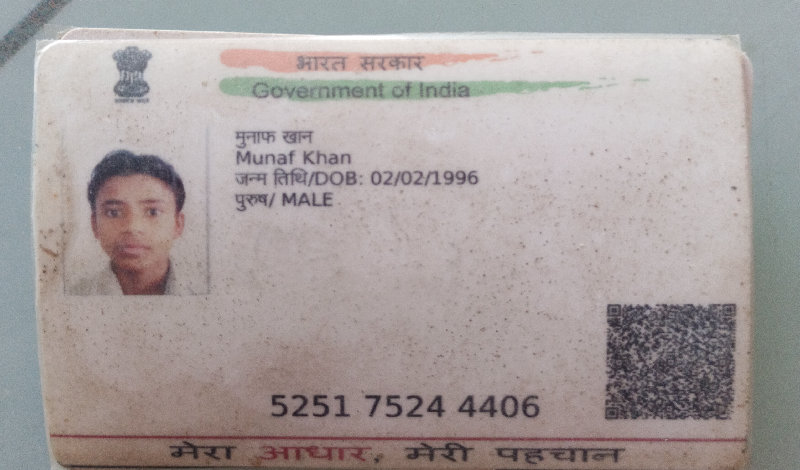 भारत सरकार
Government of India
मुनाफ खान
Munaf Khan
जन्म तिथि/DOB: 02/02/1996
पुरुष/ MALE
5251 7524 4406
मेरा आधार, मेरी पहचान